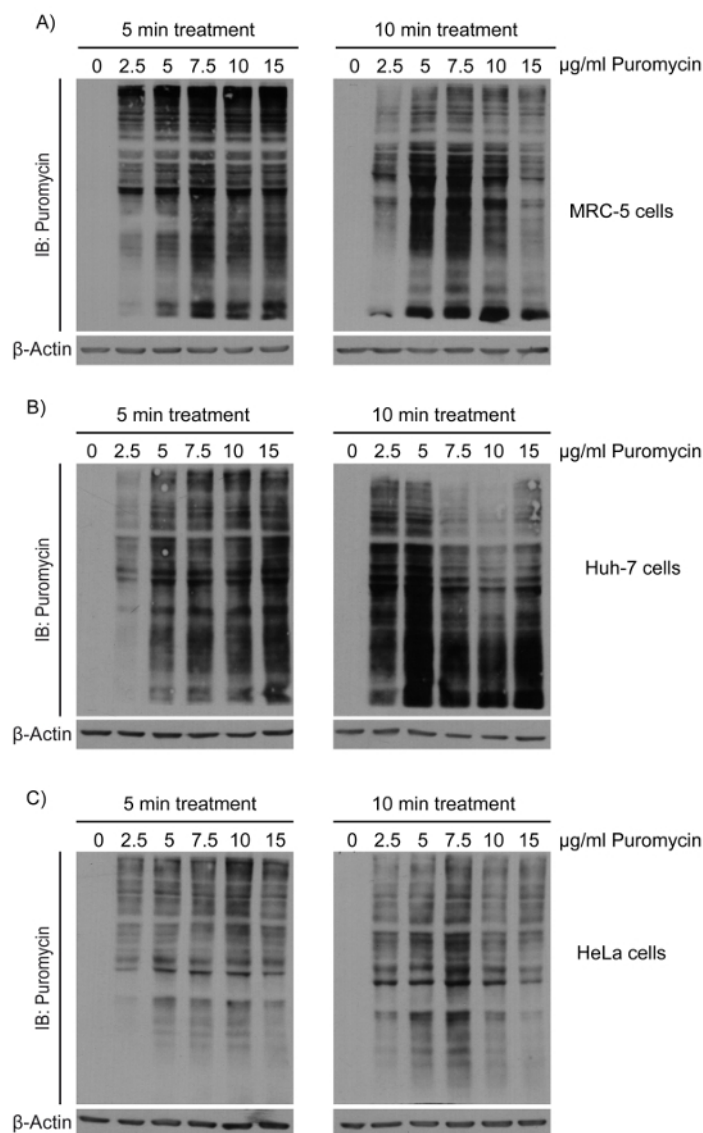 A)
5 min treatment 10 min treatment
0 2.5 5 7.5 10 15 0 2.5 5 7.5 10 15 µg/ml Puromycin
IB: Puromycin
MRC-5 cells
β-Actin
B)
5 min treatment 10 min treatment
0 2.5 5 7.5 10 15 0 2.5 5 7.5 10 15 µg/ml Puromycin
IB: Puromycin
Huh-7 cells
β-Actin
C)
5 min treatment 10 min treatment
0 2.5 5 7.5 10 15 0 2.5 5 7.5 10 15 µg/ml Puromycin
IB: Puromycin
HeLa cells
β-Actin